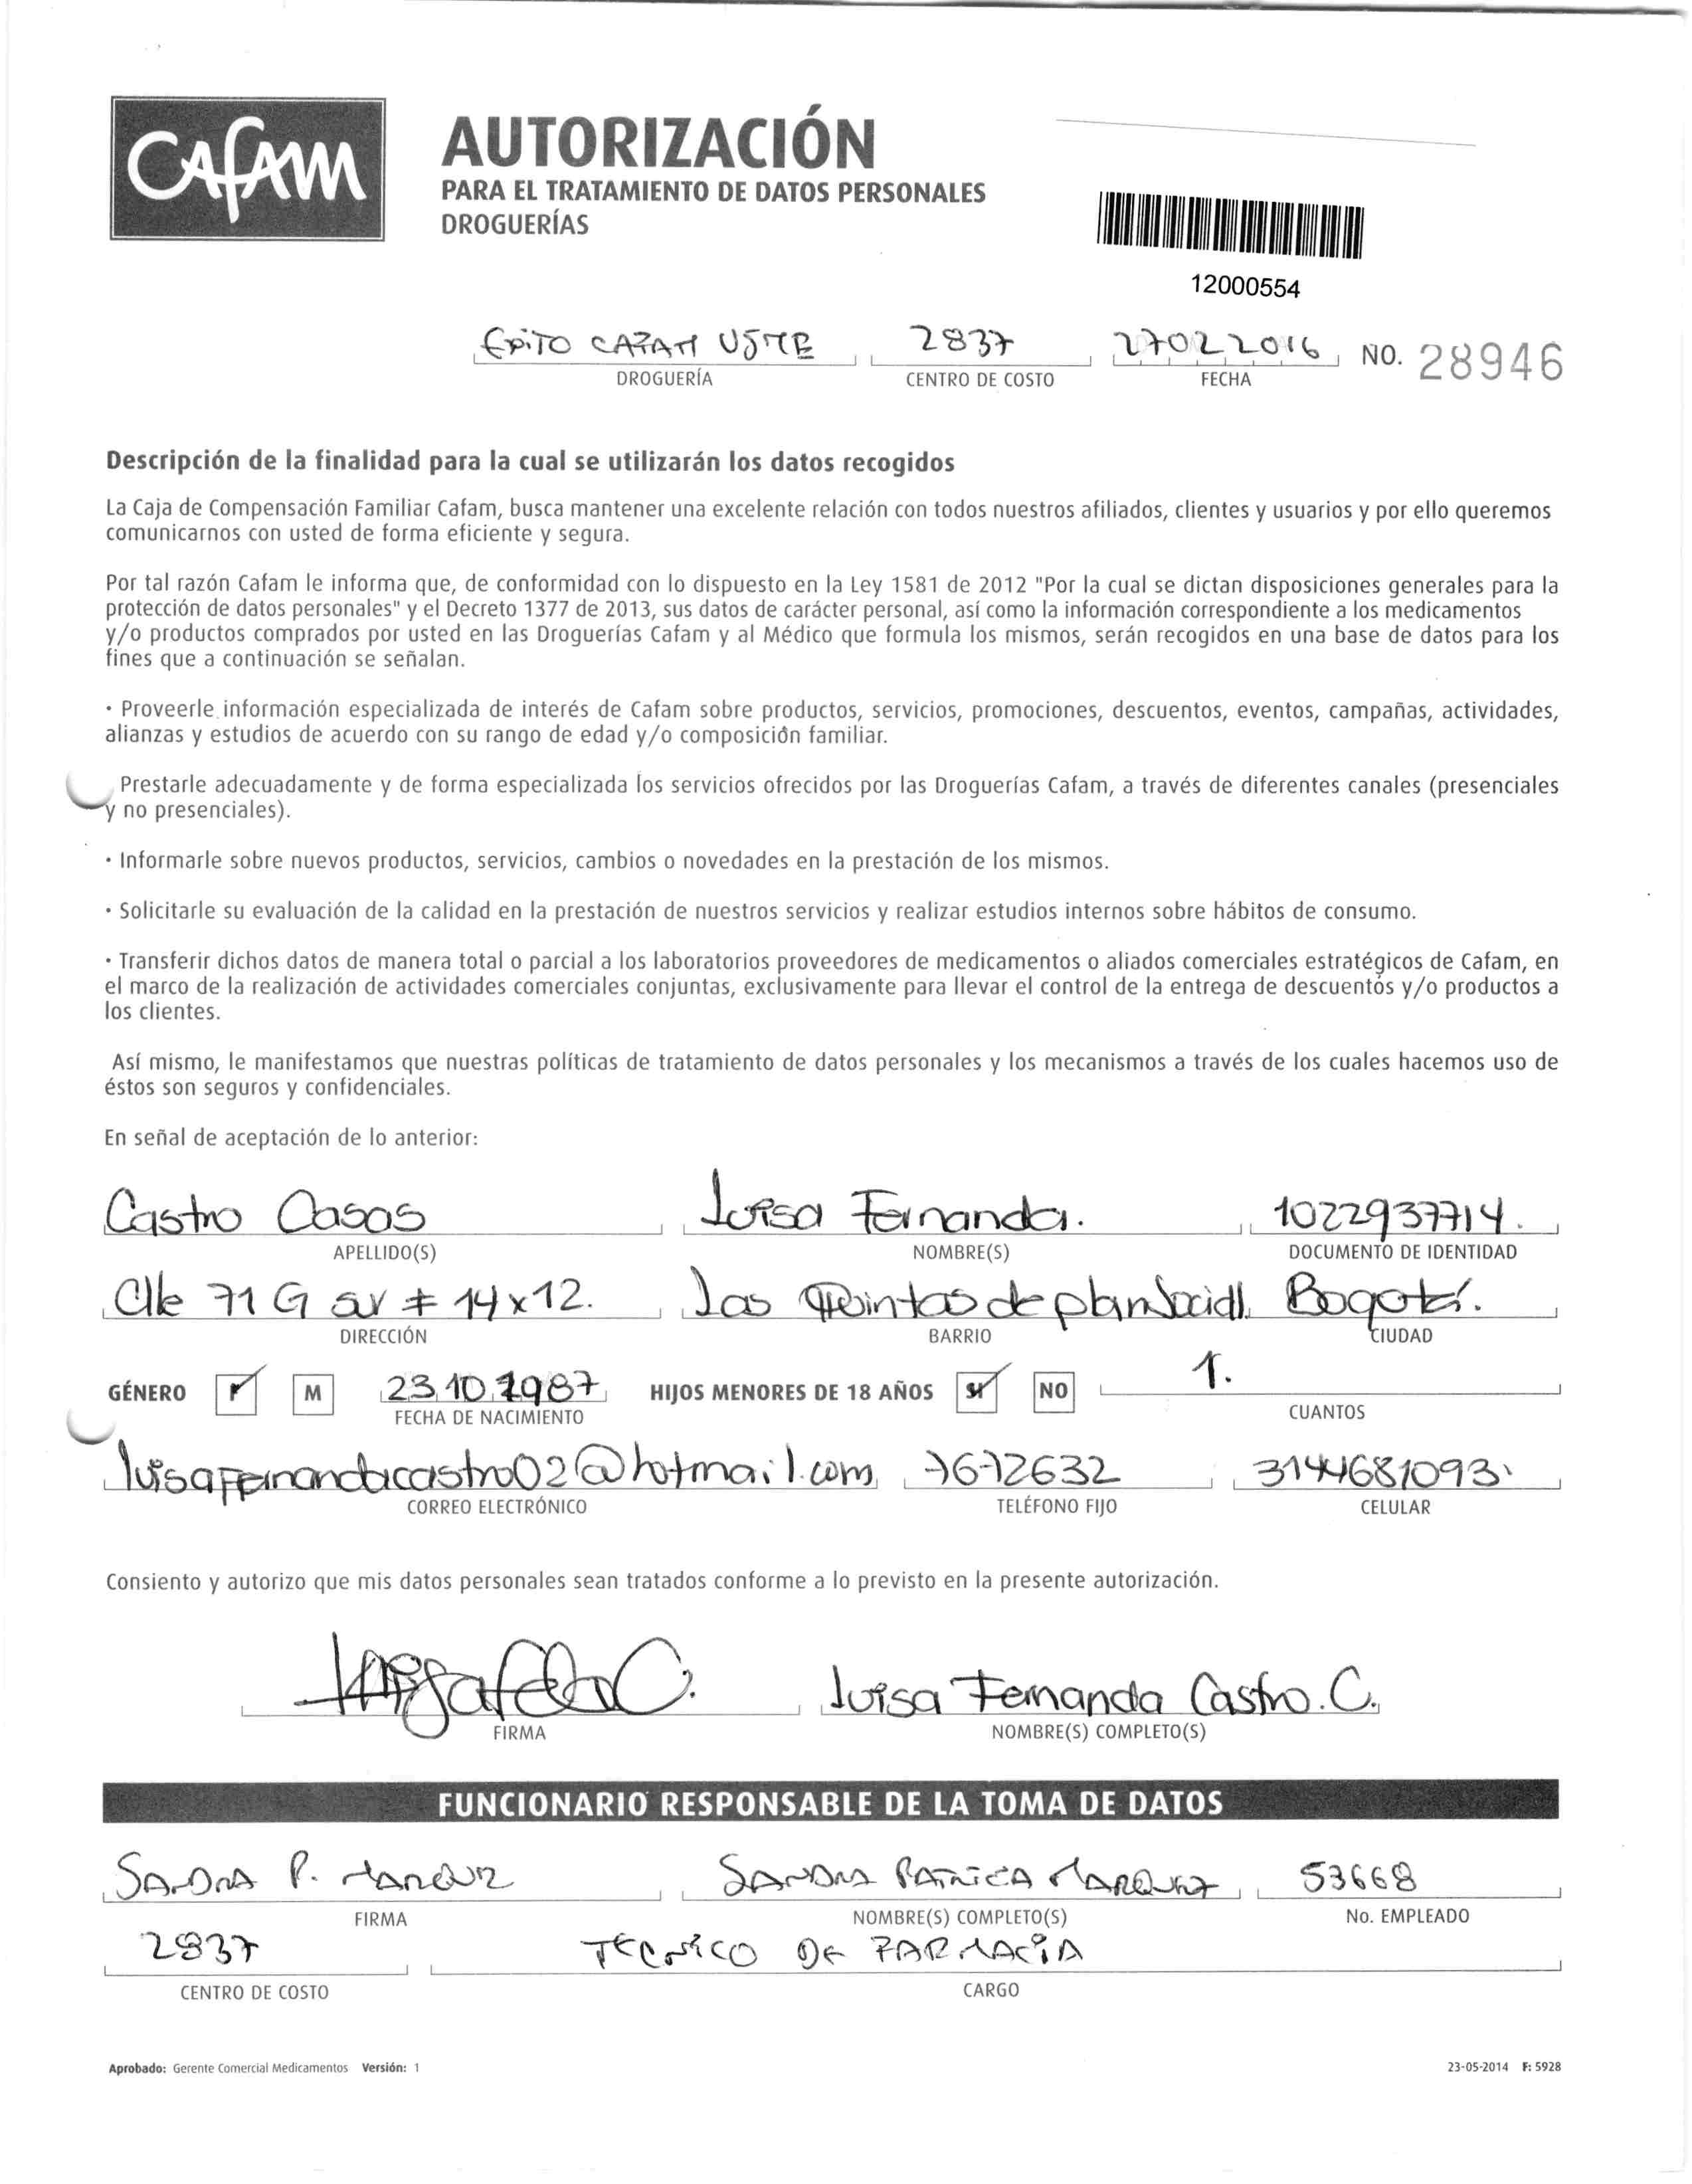 CAFAM
AUTORIZACIÓN
PARA EL TRATAMIENTO DE DATOS PERSONALES
DROGUERÍAS
12000554
CAFAM USME 2837 27022016 NO. 28946
DROGUERÍA CENTRO DE COSTO FECHA
Descripción de la finalidad para la cual se utilizarán los datos recogidos
La Caja de Compensación Familiar Cafam, busca mantener una excelente relación con todos nuestros afiliados, clientes y usuarios y por ello queremos
comunicarnos con usted de forma eficiente y segura.
Por tal razón Cafam le informa que, de conformidad con lo dispuesto en la Ley 1581 de 2012 "Por la cual se dictan disposiciones generales para la
protección de datos personales" y el Decreto 1377 de 2013, sus datos de carácter personal, así como la información correspondiente a los medicamentos
y/o productos comprados por usted en las Droguerías Cafam y al Médico que formula los mismos, serán recogidos en una base de datos para los
fines que a continuación se señalan.
· Proveerle información especializada de interés de Cafam sobre productos, servicios, promociones, descuentos, eventos, campañas, actividades,
alianzas y estudios de acuerdo con su rango de edad y/o composición familiar.
Prestarle adecuadamente y de forma especializada los servicios ofrecidos por las Droguerías Cafam, a través de diferentes canales (presenciales
y no presenciales).
· Informarle sobre nuevos productos, servicios, cambios o novedades en la prestación de los mismos.
· Solicitarle su evaluación de la calidad en la prestación de nuestros servicios y realizar estudios internos sobre hábitos de consumo.
· Transferir dichos datos de manera total o parcial a los laboratorios proveedores de medicamentos o aliados comerciales estratégicos de Cafam, en
el marco de la realización de actividades comerciales conjuntas, exclusivamente para llevar el control de la entrega de descuentos y/o productos a
los clientes.
Así mismo, le manifestamos que nuestras políticas de tratamiento de datos personales y los mecanismos a través de los cuales hacemos uso de
éstos son seguros y confidenciales.
En señal de aceptación de lo anterior:
Castro Casas Luisa Fernanda. 1022937714.
APELLIDO(S) NOMBRE(S) DOCUMENTO DE IDENTIDAD
Clle 71 G sur # 14x12. Las Quintas de plan Social Bogotá.
DIRECCIÓN BARRIO CIUDAD
GÉNERO F M 23 10 1987 HIJOS MENORES DE 18 AÑOS SI NO 1.
FECHA DE NACIMIENTO CUANTOS
luisafernandacastro02@hotmail.com 7672632 3144681093
CORREO ELECTRÓNICO TELÉFONO FIJO CELULAR
Consiento y autorizo que mis datos personales sean tratados conforme a lo previsto en la presente autorización.
Luisa Fernanda Castro. C.
FIRMA NOMBRE(S) COMPLETO(S)
FUNCIONARIO RESPONSABLE DE LA TOMA DE DATOS
SANDRA P. MARQUEZ SANDRA PATRICIA MARQUEZ 53668
FIRMA NOMBRE(S) COMPLETO(S) No. EMPLEADO
2837 TECNICO DE FARMACIA
CENTRO DE COSTO CARGO
Aprobado: Gerente Comercial Medicamentos Versión: 1 23-05-2014 F: 5928